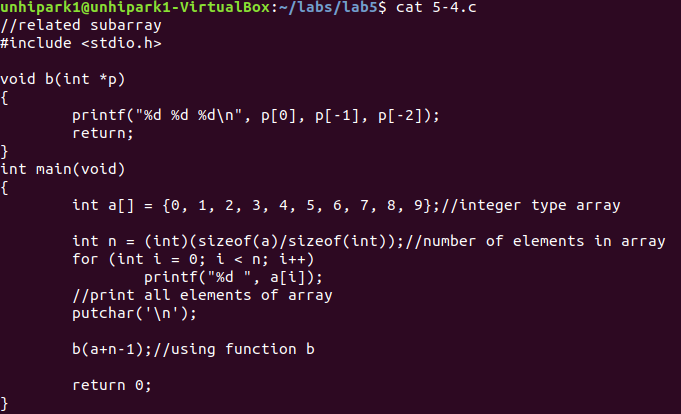 unhipark1@unhipark1-VirtualBox:~/labs/lab5$ cat 5-4.c
//related subarray
#include <stdio.h>

void b(int *p)
{
        printf("%d %d %d\n", p[0], p[-1], p[-2]);
        return;
}
int main(void)
{
        int a[] = {0, 1, 2, 3, 4, 5, 6, 7, 8, 9};//integer type array

        int n = (int)(sizeof(a)/sizeof(int));//number of elements in array
        for (int i = 0; i < n; i++)
                printf("%d ", a[i]);
        //print all elements of array
        putchar('\n');

        b(a+n-1);//using function b

        return 0;
}